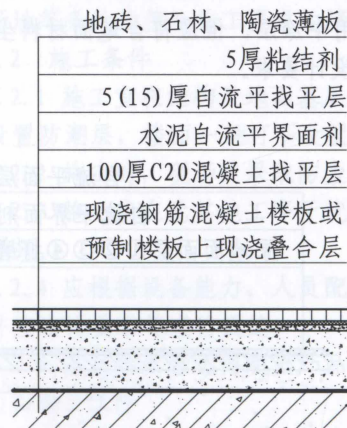 地砖、石材、陶瓷薄板
5厚粘结剂
5(15)厚自流平找平层
水泥自流平界面剂
100厚C20混凝土找平层
现浇钢筋混凝土楼板或
预制楼板上现浇叠合层